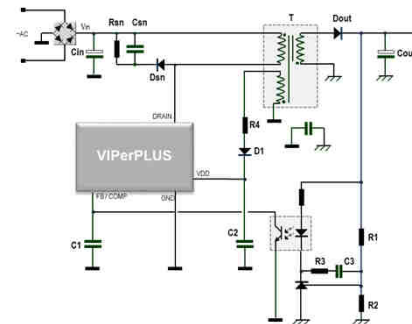 ~AC
Vin
Rsn
Csn
T
Dout
Cin
Dsn
Cou
DRAIN
R4
VIPerPLUS
D1
VDD
FB / COMP
GND
C1
C2
R1
R3
C3
R2